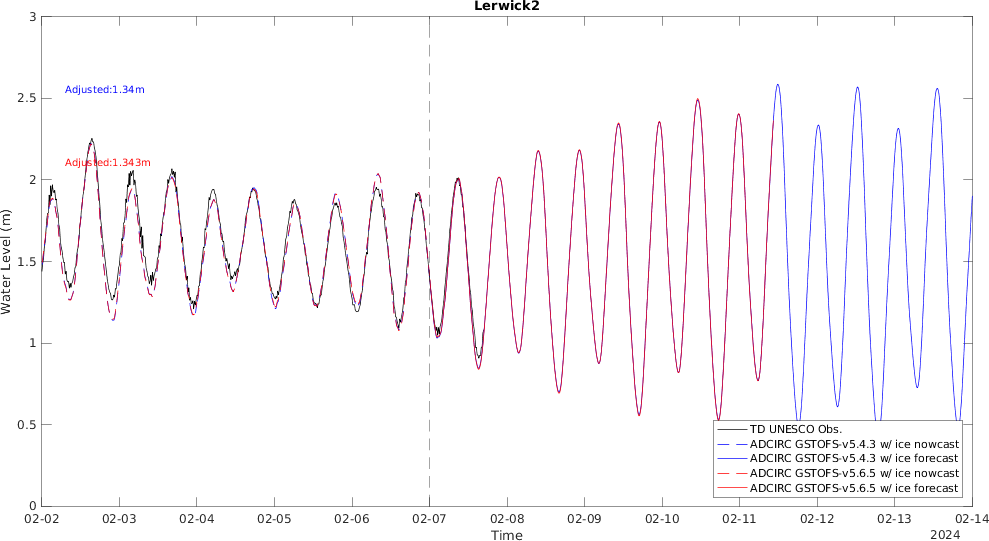 Lerwick2
3
2.5
2
1.5
1
0.5
0
Water Level (m)
Adjusted:1.34m
Adjusted:1.343m
TD UNESCO Obs.
ADCIRC GSTOFS-v5.4.3 w/ ice nowcast
ADCIRC GSTOFS-v5.4.3 w/ ice forecast
ADCIRC GSTOFS-v5.6.5 w/ ice nowcast
ADCIRC GSTOFS-v5.6.5 w/ ice forecast
02-02 02-03 02-04 02-05 02-06 02-07 02-08 02-09 02-10 02-11 02-12 02-13 02-14
Time
2024